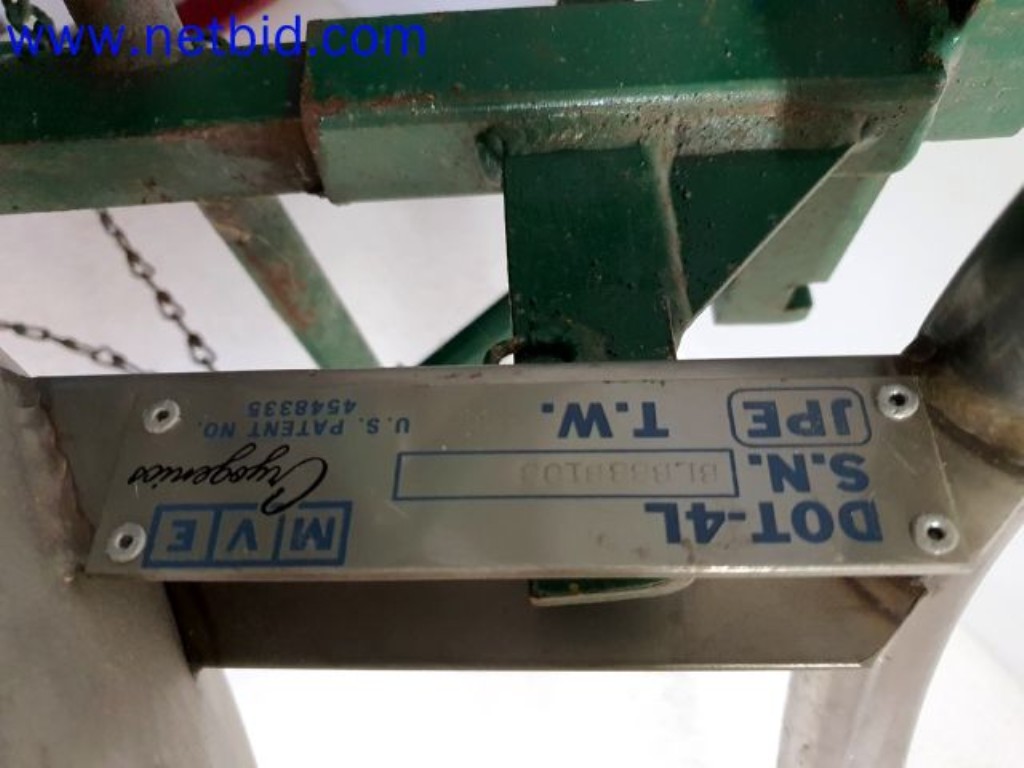 www.netbid.com
DOT-4L
MVE
S.N.
Cryogenics
JPE T.W.
U.S. PATENT NO.
4548335